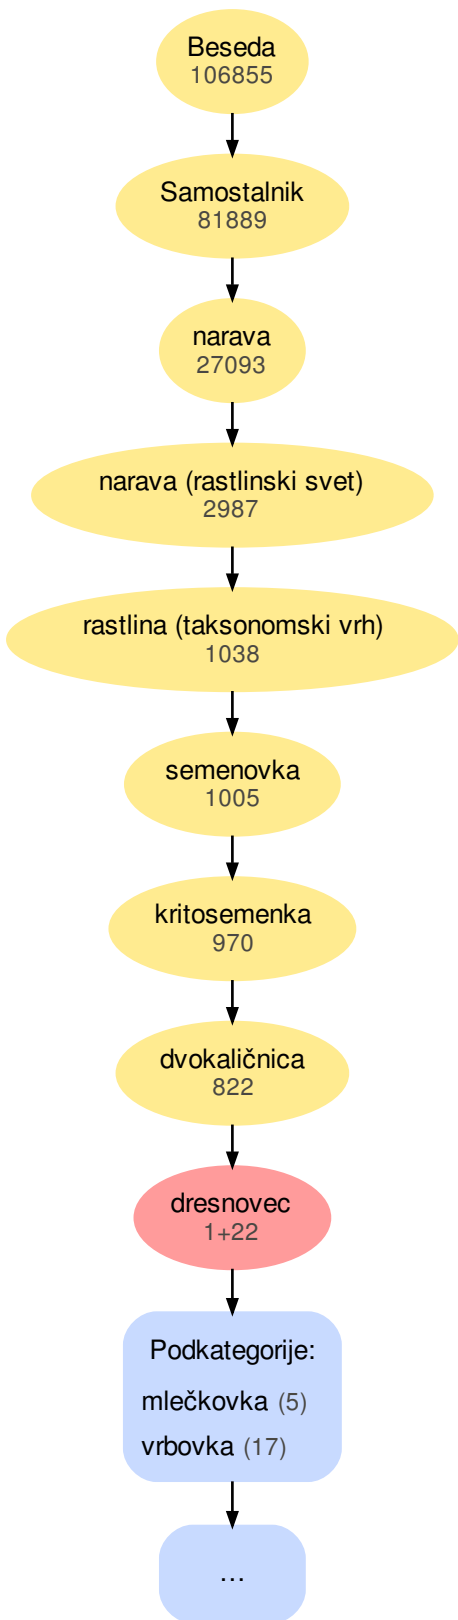 Beseda
106855
Samostalnik
81889
narava
27093
narava (rastlinski svet)
2987
rastlina (taksonomski vrh)
1038
semenovka
1005
kritosemenka
970
dvokaličnica
822
dresnovec
1+22
Podkategorije:
mlečkovka (5)
vrbovka (17)
...